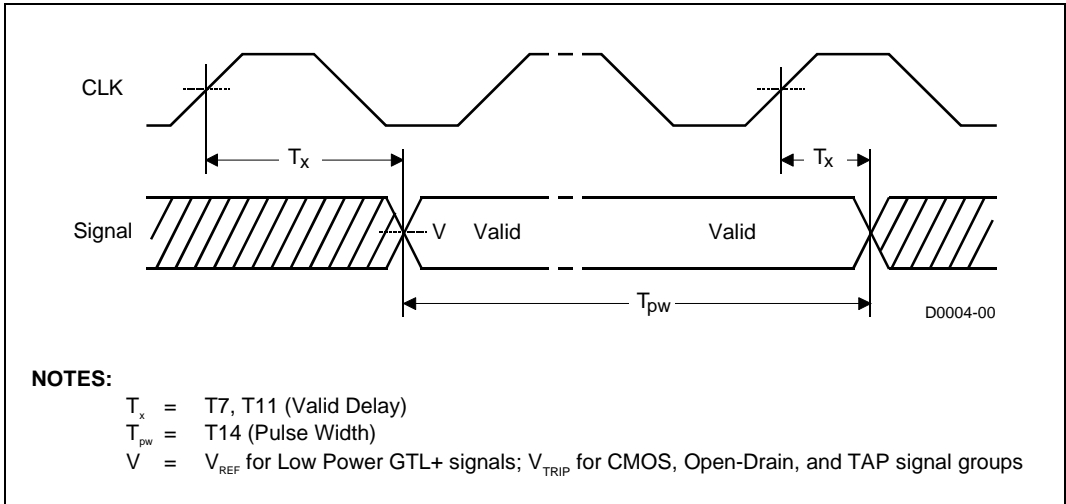 CLK
Tx Tx
Signal V Valid Valid
Tpw
D0004-00
NOTES:
Tx = T7, T11 (Valid Delay)
Tpw = T14 (Pulse Width)
V = VREF for Low Power GTL+ signals; VTRIP for CMOS, Open-Drain, and TAP signal groups